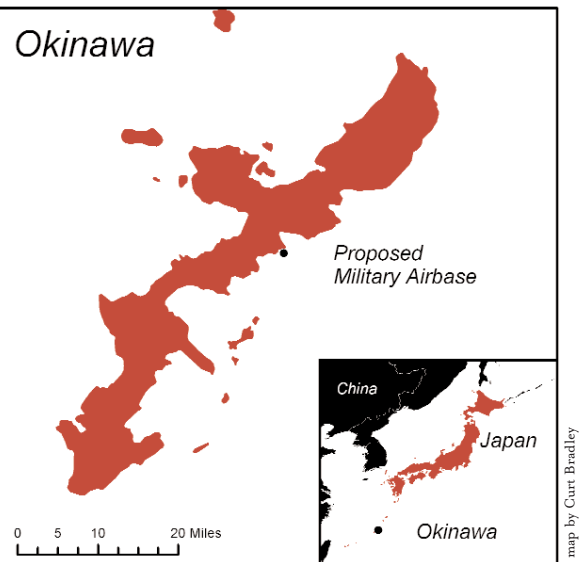 Okinawa
Proposed
Military Airbase
China
Japan
Okinawa
0 5 10 20 Miles
map by Curt Bradley